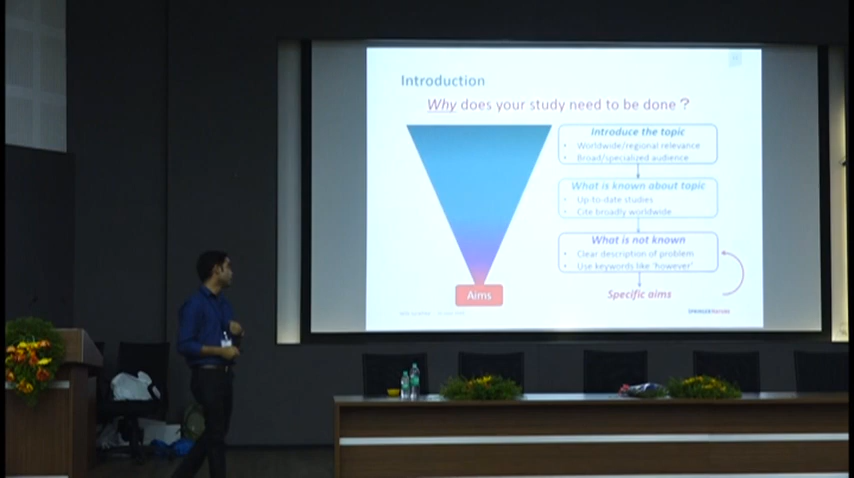 Introduction
Why does your study need to be done ?
Introduce the topic
• Worldwide/regional relevance
• Broad/specialized audience
What is known about topic
• Up-to-date studies
• Cite broadly worldwide
What is not known
• Clear description of problem
• Use keywords like 'however'
Specific aims
Aims
SPRINGER NATURE